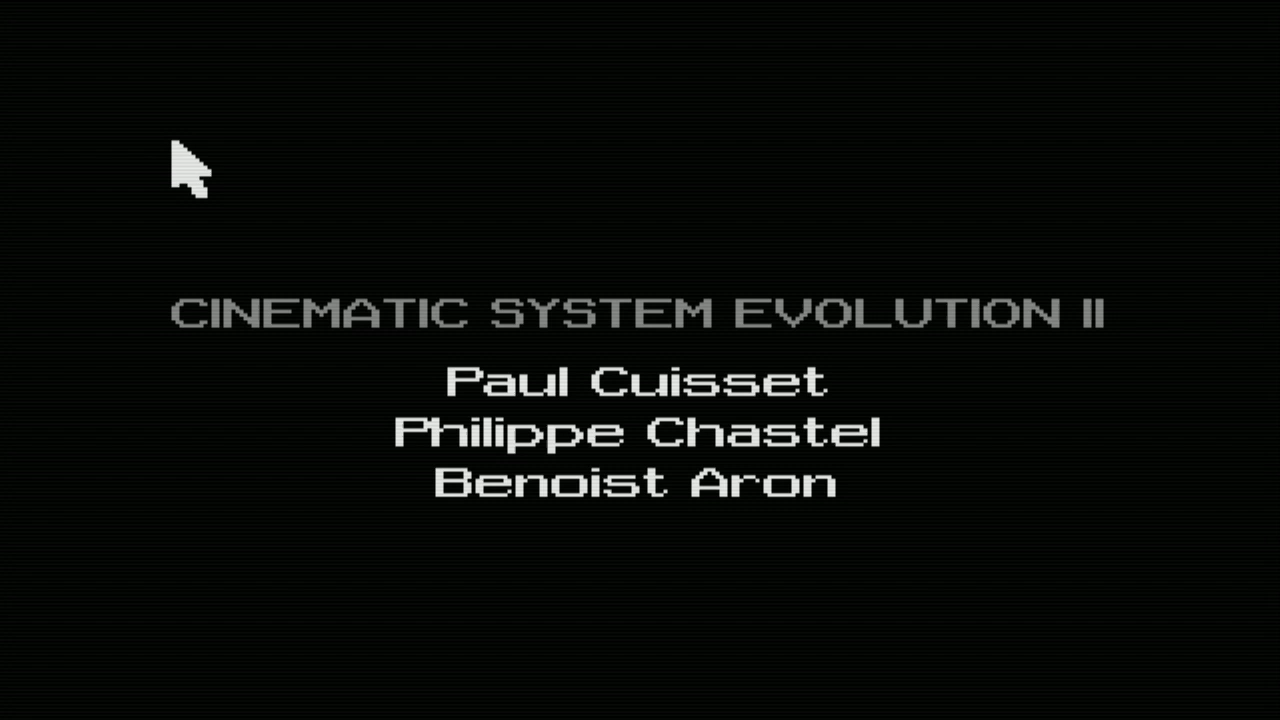 CINEMATIC SYSTEM EVOLUTION II
Paul Cuisset
Philippe Chastel
Benoist Aron